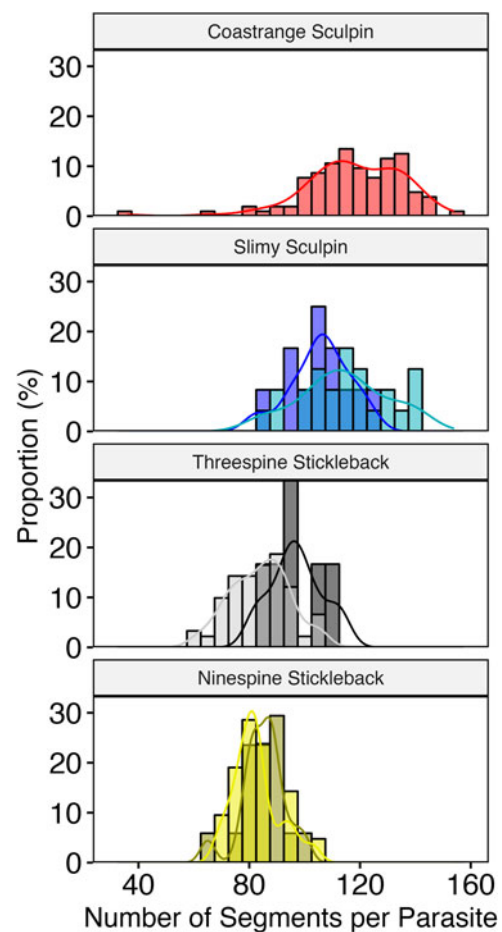 Coastrange Sculpin
30
20
10
0
Slimy Sculpin
30
20
10
0
Threespine Stickleback
30
20
10
0
Ninespine Stickleback
30
20
10
0
Proportion (%)
40 80 120 160
Number of Segments per Parasite